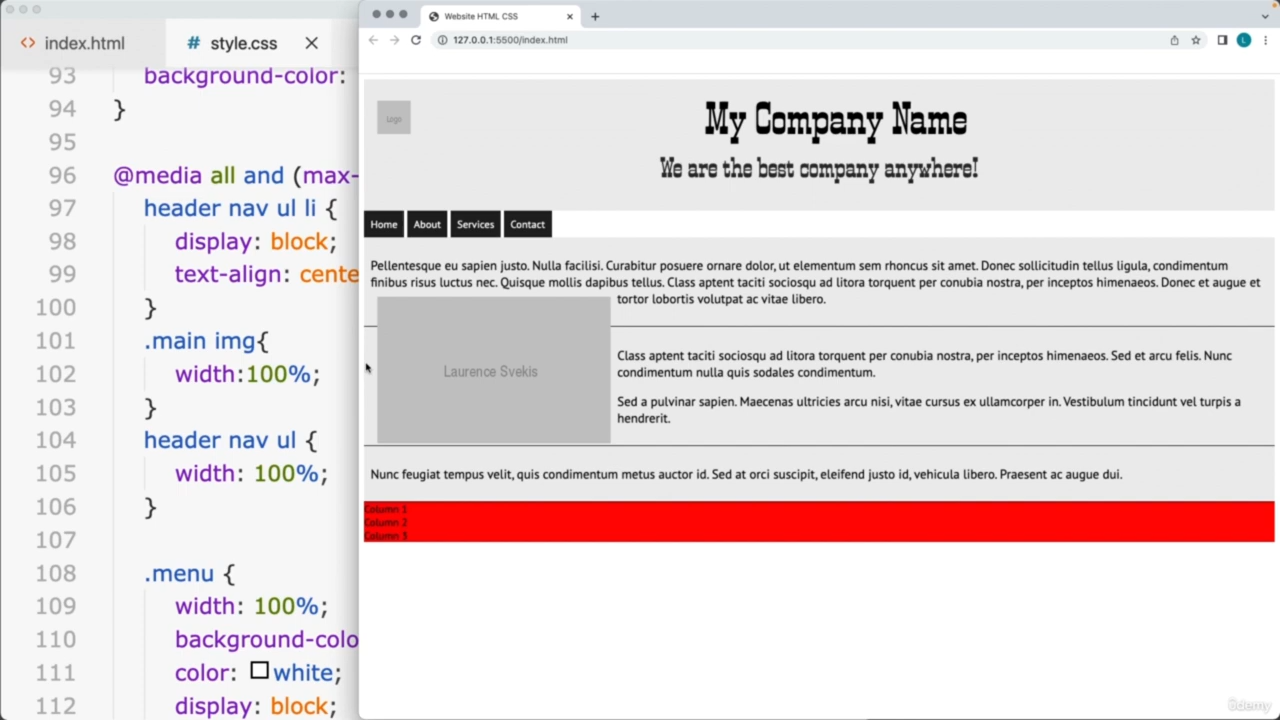 index.html
# style.css
93 background-color:
94 }
95
96 @media all and (max-
97 header nav ul li {
98 display: block;
99 text-align: cente
100 }
101 .main img{
102 width:100%;
103 }
104 header nav ul {
105 width: 100%;
106 }
107
108 .menu {
109 width: 100%;
110 background-colo
111 color: white;
112 display: block;
Website HTML CSS
127.0.0.1:5500/index.html
L
Logo
My Company Name
We are the best company anywhere!
Home About Services Contact
Pellentesque eu sapien justo. Nulla facilisi. Curabitur posuere ornare dolor, ut elementum sem rhoncus sit amet. Donec sollicitudin tellus ligula, condimentum
finibus risus luctus nec. Quisque mollis dapibus tellus. Class aptent taciti sociosqu ad litora torquent per conubia nostra, per inceptos himenaeos. Donec et augue et
tortor lobortis volutpat ac vitae libero.
Laurence Svekis
Class aptent taciti sociosqu ad litora torquent per conubia nostra, per inceptos himenaeos. Sed et arcu felis. Nunc
condimentum nulla quis sodales condimentum.
Sed a pulvinar sapien. Maecenas ultricies arcu nisi, vitae cursus ex ullamcorper in. Vestibulum tincidunt vel turpis a
hendrerit.
Nunc feugiat tempus velit, quis condimentum metus auctor id. Sed at orci suscipit, eleifend justo id, vehicula libero. Praesent ac augue dui.
Column 1
Column 2
Column 3
ûdemy